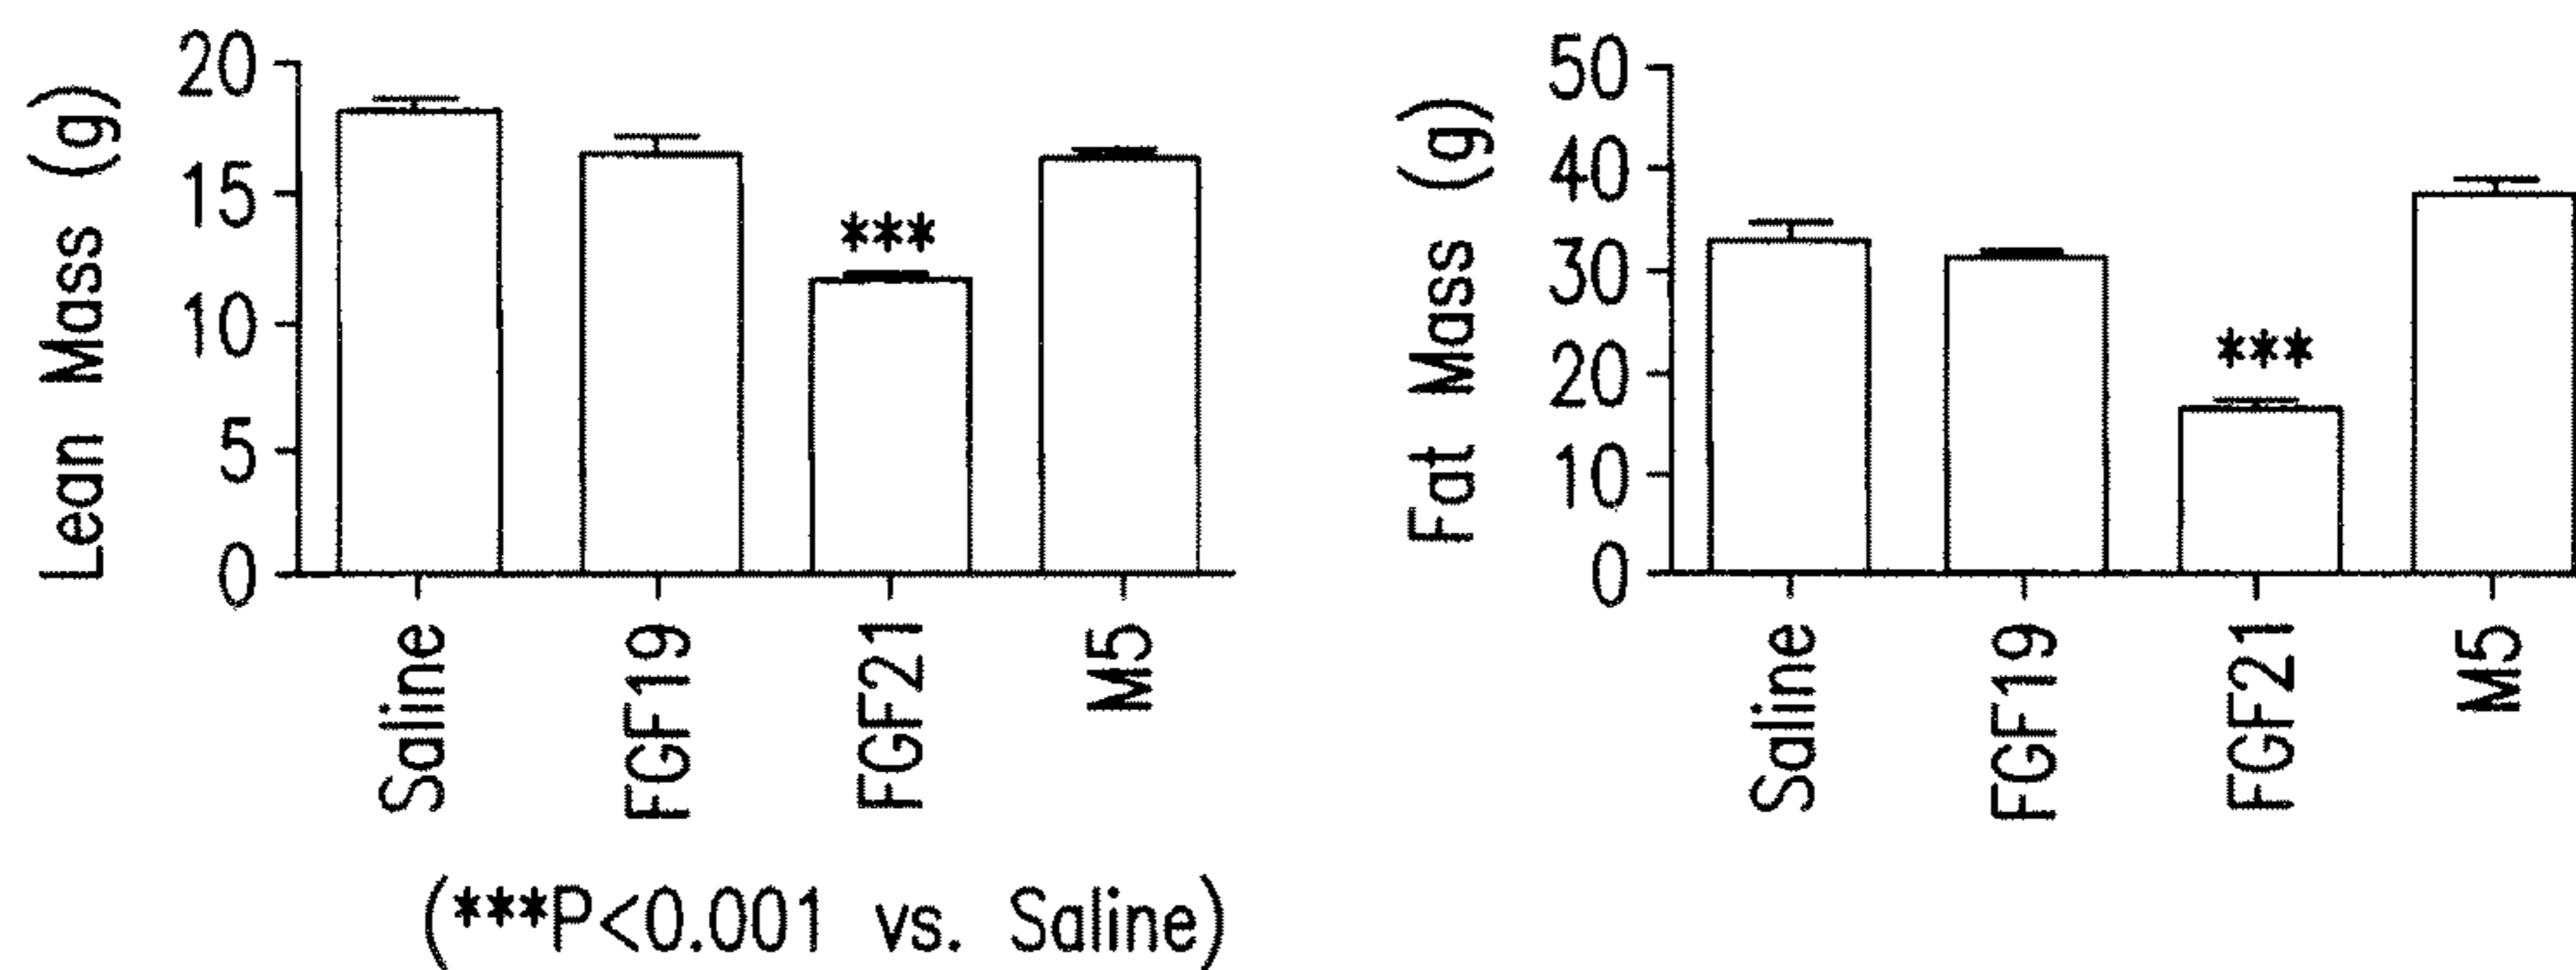 Lean Mass (g)
20
15
10
5
0
***
Saline
FGF19
FGF21
M5
(***P<0.001 vs. Saline)
Fat Mass (g)
50
40
30
20
10
0
***
Saline
FGF19
FGF21
M5